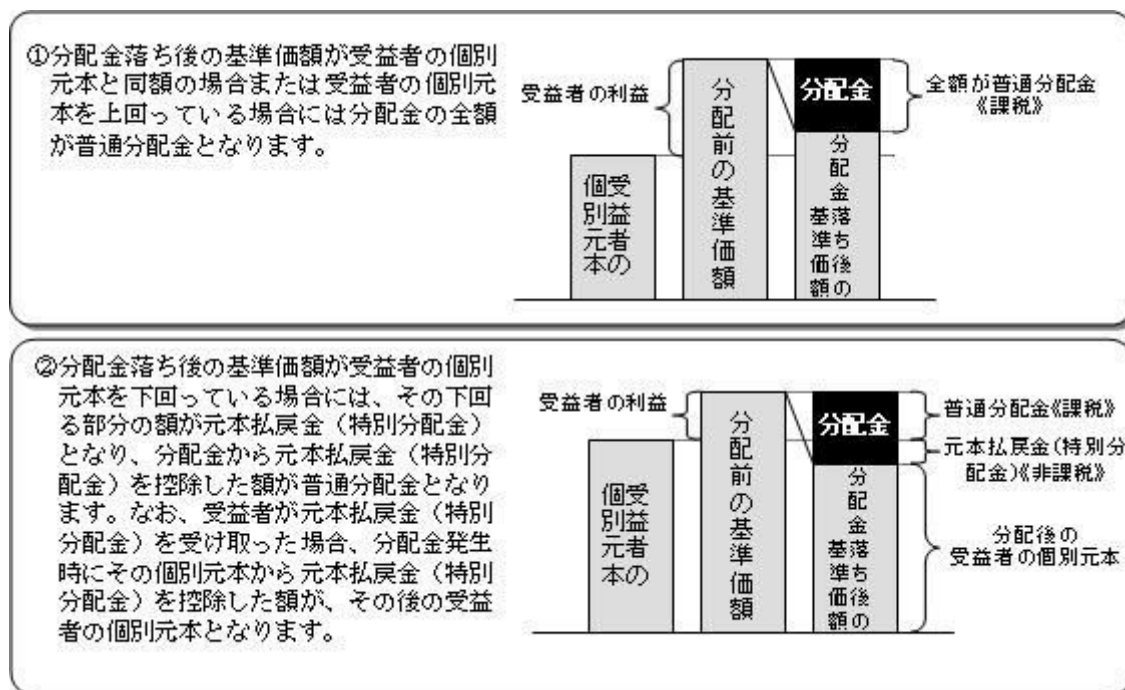 ①分配金落ち後の基準価額が受益者の個別
元本と同額の場合または受益者の個別元
本を上回っている場合には分配金の全額
が普通分配金となります。
受益者の利益
受益者の
個別元本
分配前の基準価額
分配金
分配金落ち後の
基準価額
全額が普通分配金
《課税》
②分配金落ち後の基準価額が受益者の個別
元本を下回っている場合には、その下回
る部分の額が元本払戻金（特別分配金）
となり、分配金から元本払戻金（特別分
配金）を控除した額が普通分配金となり
ます。なお、受益者が元本払戻金（特別
分配金）を受け取った場合、分配金発生
時にその個別元本から元本払戻金（特別
分配金）を控除した額が、その後の受益
者の個別元本となります。
受益者の利益
受益者の
個別元本
分配前の基準価額
分配金
分配金落ち後の
基準価額
普通分配金《課税》
元本払戻金(特別分
配金)《非課税》
分配後の
受益者の個別元本